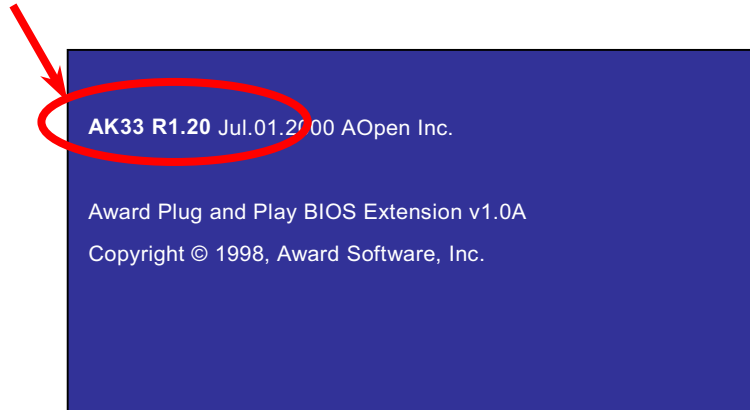 AK33 R1.20 Jul.01.2000 AOpen Inc.
Award Plug and Play BIOS Extension v1.0A
Copyright © 1998, Award Software, Inc.